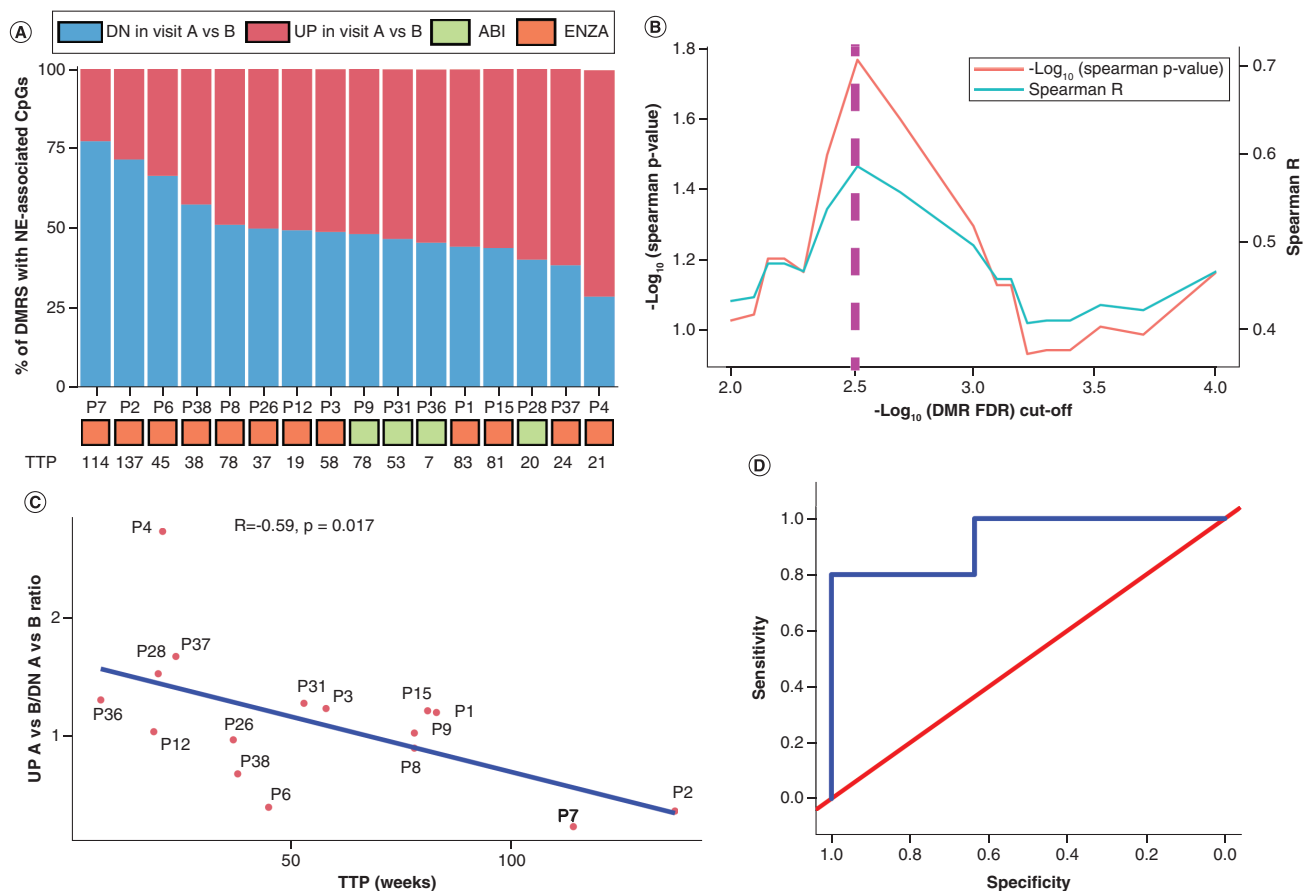 A
DN in visit A vs B UP in visit A vs B ABI ENZA
% of DMRS with NE-associated CpGs
100
75
50
25
0
P7 P2 P6 P38 P8 P26 P12 P3 P9 P31 P36 P1 P15 P28 P37 P4
TTP 114 137 45 38 78 37 19 58 78 53 7 83 81 20 24 21
B
-Log10 (spearman p-value)
Spearman R
1.8
1.6
1.4
1.2
1.0
0.7
0.6
0.5
0.4
-Log10 (spearman p-value)
Spearman R
2.0 2.5 3.0 3.5 4.0
-Log10 (DMR FDR) cut-off
C
R=-0.59, p = 0.017
UP A vs B/DN A vs B ratio
2
1
P4
P37
P28
P36
P12
P26
P38
P6
P31
P3
P15
P1
P9
P8
P7
P2
50 100
TTP (weeks)
D
Sensitivity
1.0
0.8
0.6
0.4
0.2
0.0
1.0 0.8 0.6 0.4 0.2 0.0
Specificity